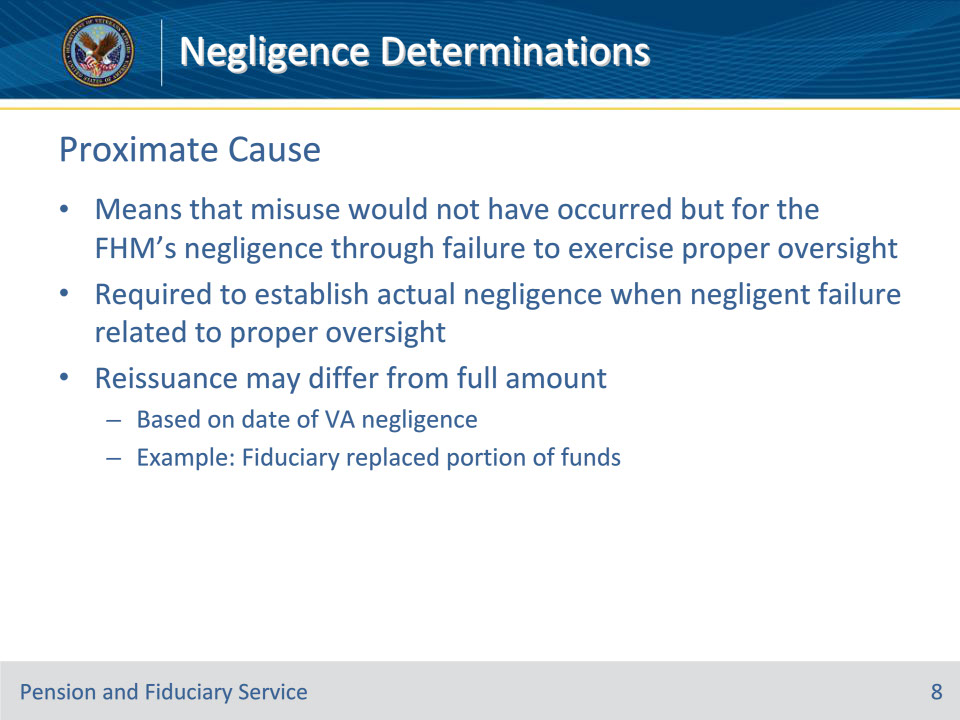 Negligence Determinations
Proximate Cause
• Means that misuse would not have occurred but for the
FHM's negligence through failure to exercise proper oversight
• Required to establish actual negligence when negligent failure
related to proper oversight
• Reissuance may differ from full amount
– Based on date of VA negligence
– Example: Fiduciary replaced portion of funds
Pension and Fiduciary Service
8